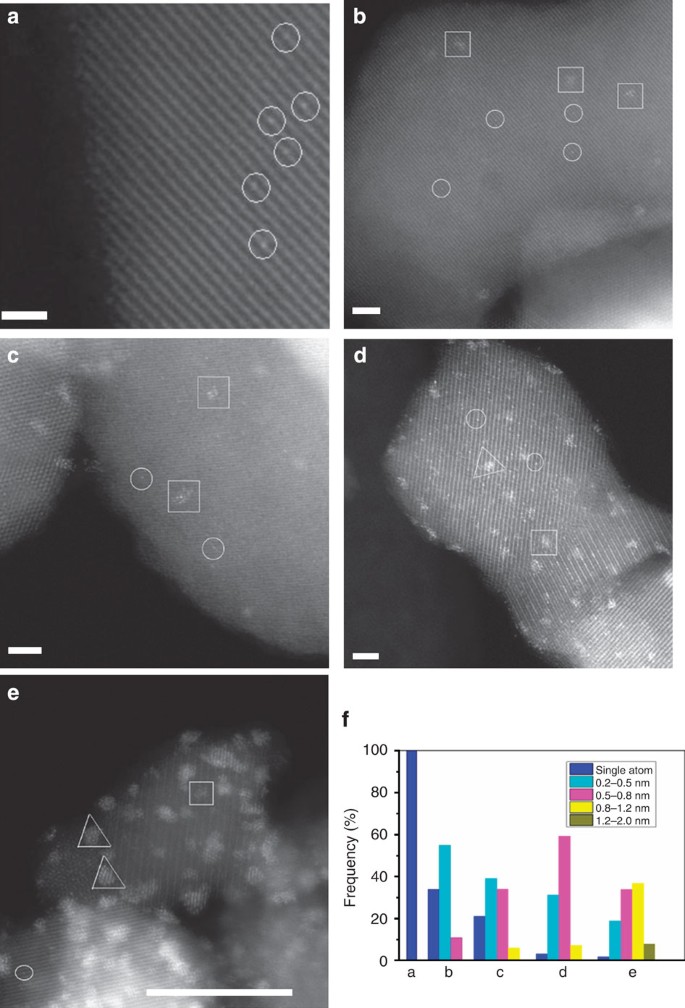 a
b
c
d
e
f
100
80
60
40
20
0
Frequency (%)
Single atom
0.2–0.5 nm
0.5–0.8 nm
0.8–1.2 nm
1.2–2.0 nm
a b c d e